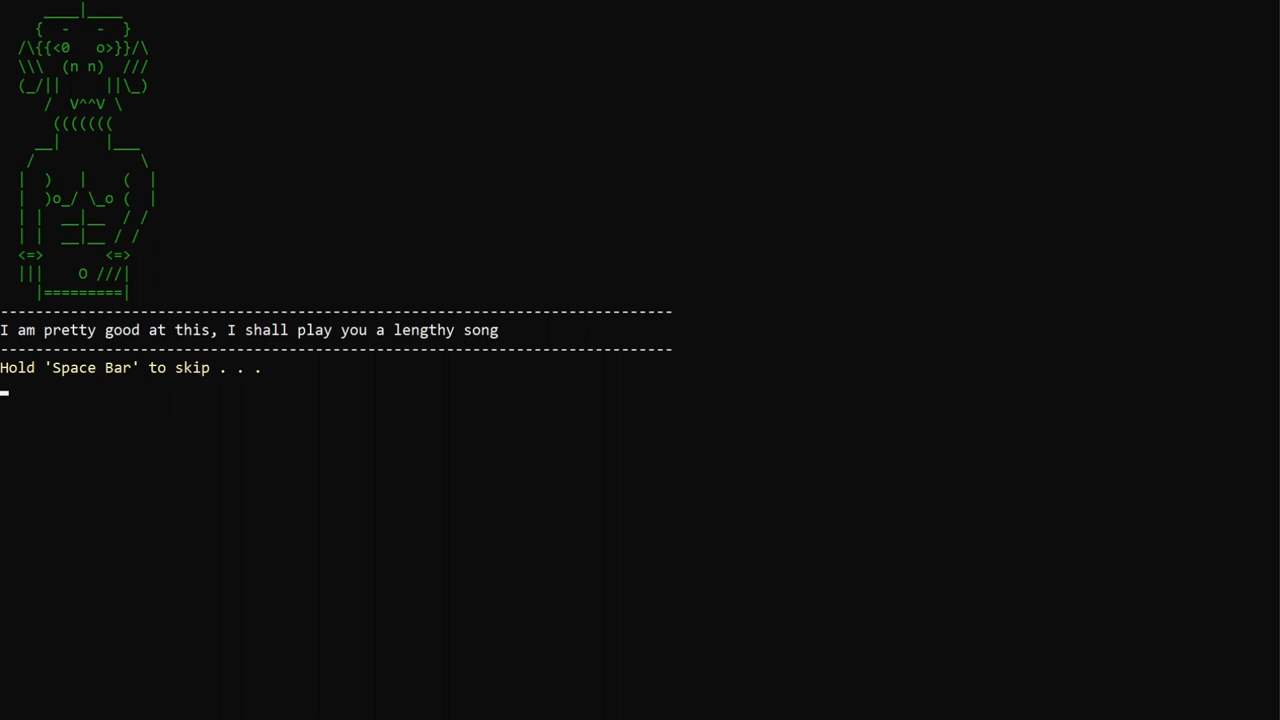 I am pretty good at this, I shall play you a lengthy song
Hold 'Space Bar' to skip . . .